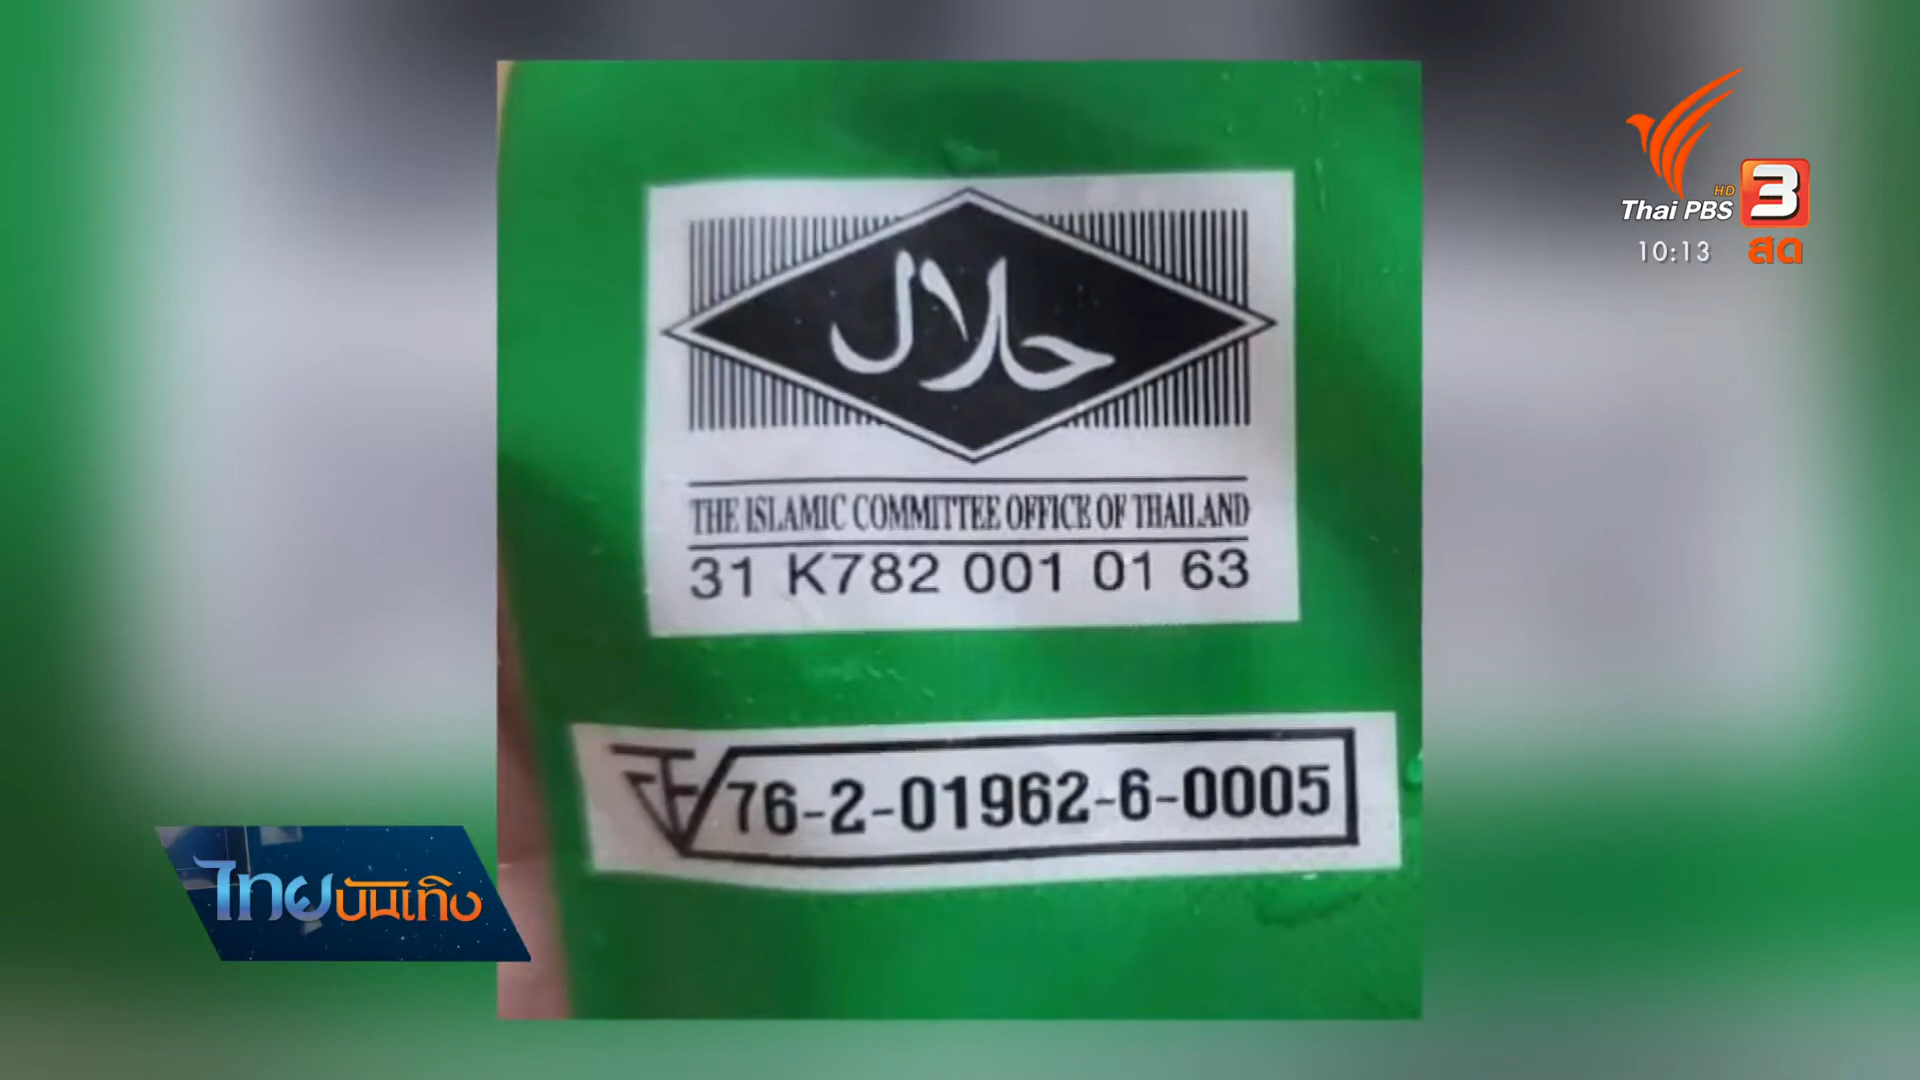 Thai PBS HD 3
10:13 สด
حلال
THE ISLAMIC COMMITTEE OFFICE OF THAILAND
31 K782 001 01 63
76-2-01962-6-0005
ไทยบันเทิง